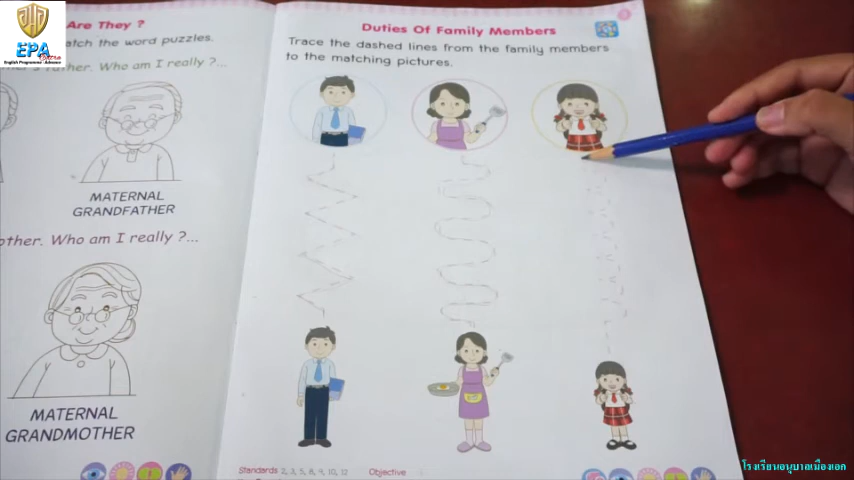 EPA
Extra
English Programme Advance
Are They ?
atch the word puzzles.
father. Who am I really ?...
MATERNAL
GRANDFATHER
other. Who am I really ?...
MATERNAL
GRANDMOTHER
Duties Of Family Members
Trace the dashed lines from the family members
to the matching pictures.
Standards 2, 3, 5, 8, 9, 10, 12 Objective
โรงเรียนอนุบาลเมืองเอก